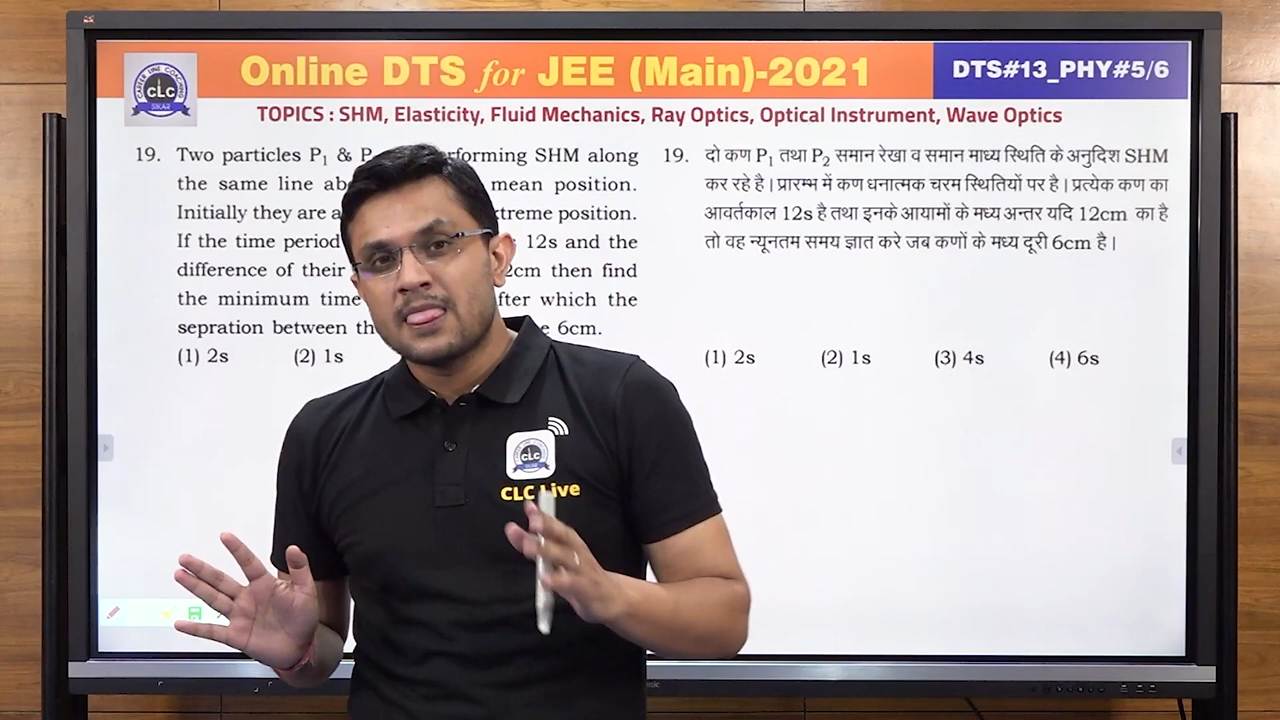 Online DTS for JEE (Main)-2021
DTS#13_PHY#5/6
CLC
SIKAR
TOPICS : SHM, Elasticity, Fluid Mechanics, Ray Optics, Optical Instrument, Wave Optics
19. Two particles P1 & P rforming SHM along
the same line ab mean position.
Initially they are a xtreme position.
If the time period 12s and the
difference of their 2cm then find
the minimum time fter which the
sepration between th e 6cm.
(1) 2s (2) 1s
19. दो कण P1 तथा P2 समान रेखा व समान माध्य स्थिति के अनुदिश SHM
कर रहे है। प्रारम्भ में कण धनात्मक चरम स्थितियों पर है। प्रत्येक कण का
आवर्तकाल 12s है तथा इनके आयामों के मध्य अन्तर यदि 12cm का है
तो वह न्यूनतम समय ज्ञात करे जब कणों के मध्य दूरी 6cm है।
(1) 2s (2) 1s (3) 4s (4) 6s
CLC
CLC Live